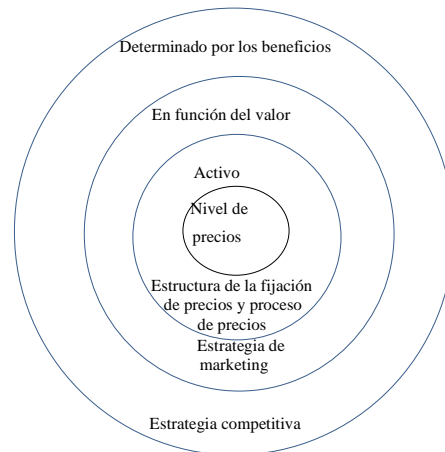 Determinado por los beneficios
En función del valor
Activo
Nivel de
precios
Estructura de la fijación
de precios y proceso
de precios
Estrategia de
marketing
Estrategia competitiva